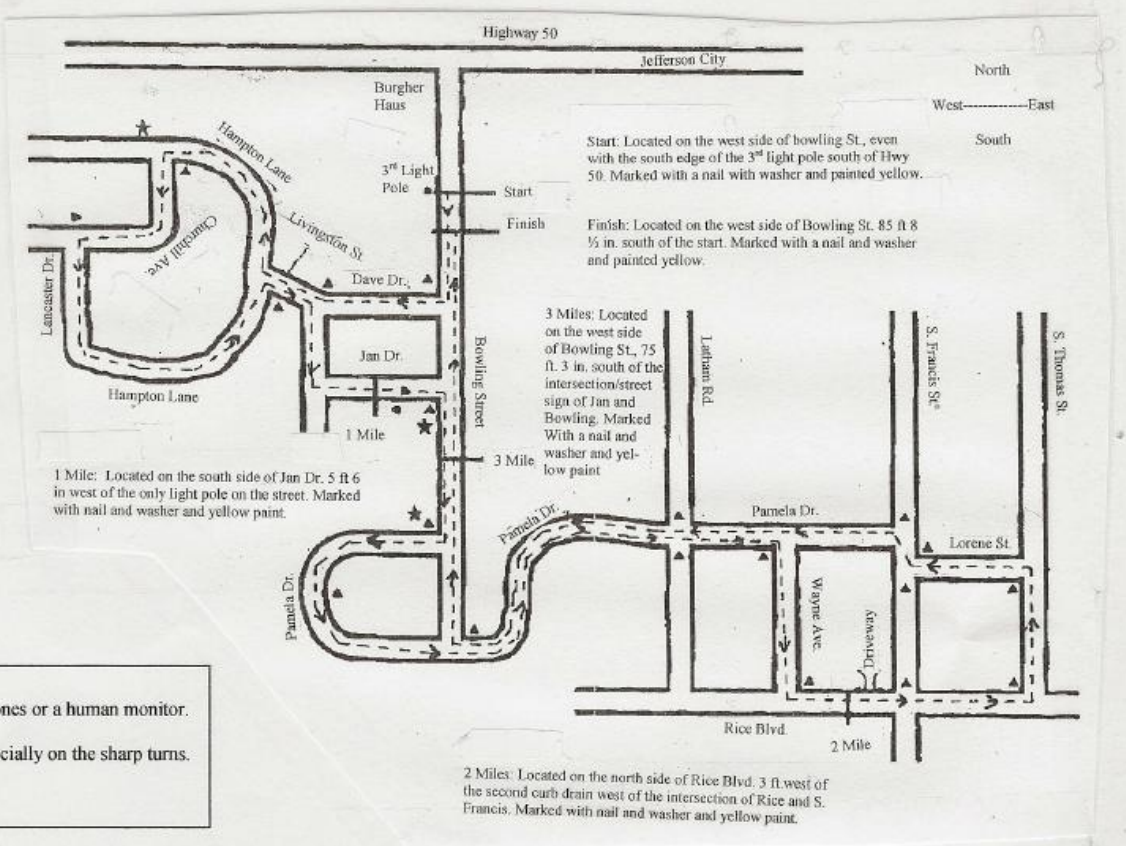 Highway 50
Jefferson City
Burgher
Haus
North
West-------------East
South
Start: Located on the west side of bowling St., even
with the south edge of the 3rd light pole south of Hwy
50. Marked with a nail with washer and painted yellow.
Hampton Lane
3rd Light
Pole
Start
Finish
Finish: Located on the west side of Bowling St. 85 ft 8
½ in. south of the start. Marked with a nail and washer
and painted yellow.
Livingston St.
Churchill Ave.
Lancaster Dr.
Dave Dr.
3 Miles: Located
on the west side
of Bowling St., 75
ft. 3 in. south of the
intersection/street
sign of Jan and
Bowling. Marked
With a nail and
washer and yel-
low paint
Latham Rd.
S. Francis St.
S. Thomas St.
Jan Dr.
Bowling Street
Hampton Lane
1 Mile
3 Mile
1 Mile: Located on the south side of Jan Dr. 5 ft 6
in west of the only light pole on the street. Marked
with nail and washer and yellow paint.
Pamela Dr.
Pamela Dr.
Lorene St.
Pamela Dr.
Wayne Ave.
Driveway
Rice Blvd.
2 Mile
nes or a human monitor.
cially on the sharp turns.
2 Miles: Located on the north side of Rice Blvd. 3 ft.west of
the second curb drain west of the intersection of Rice and S.
Francis. Marked with nail and washer and yellow paint.